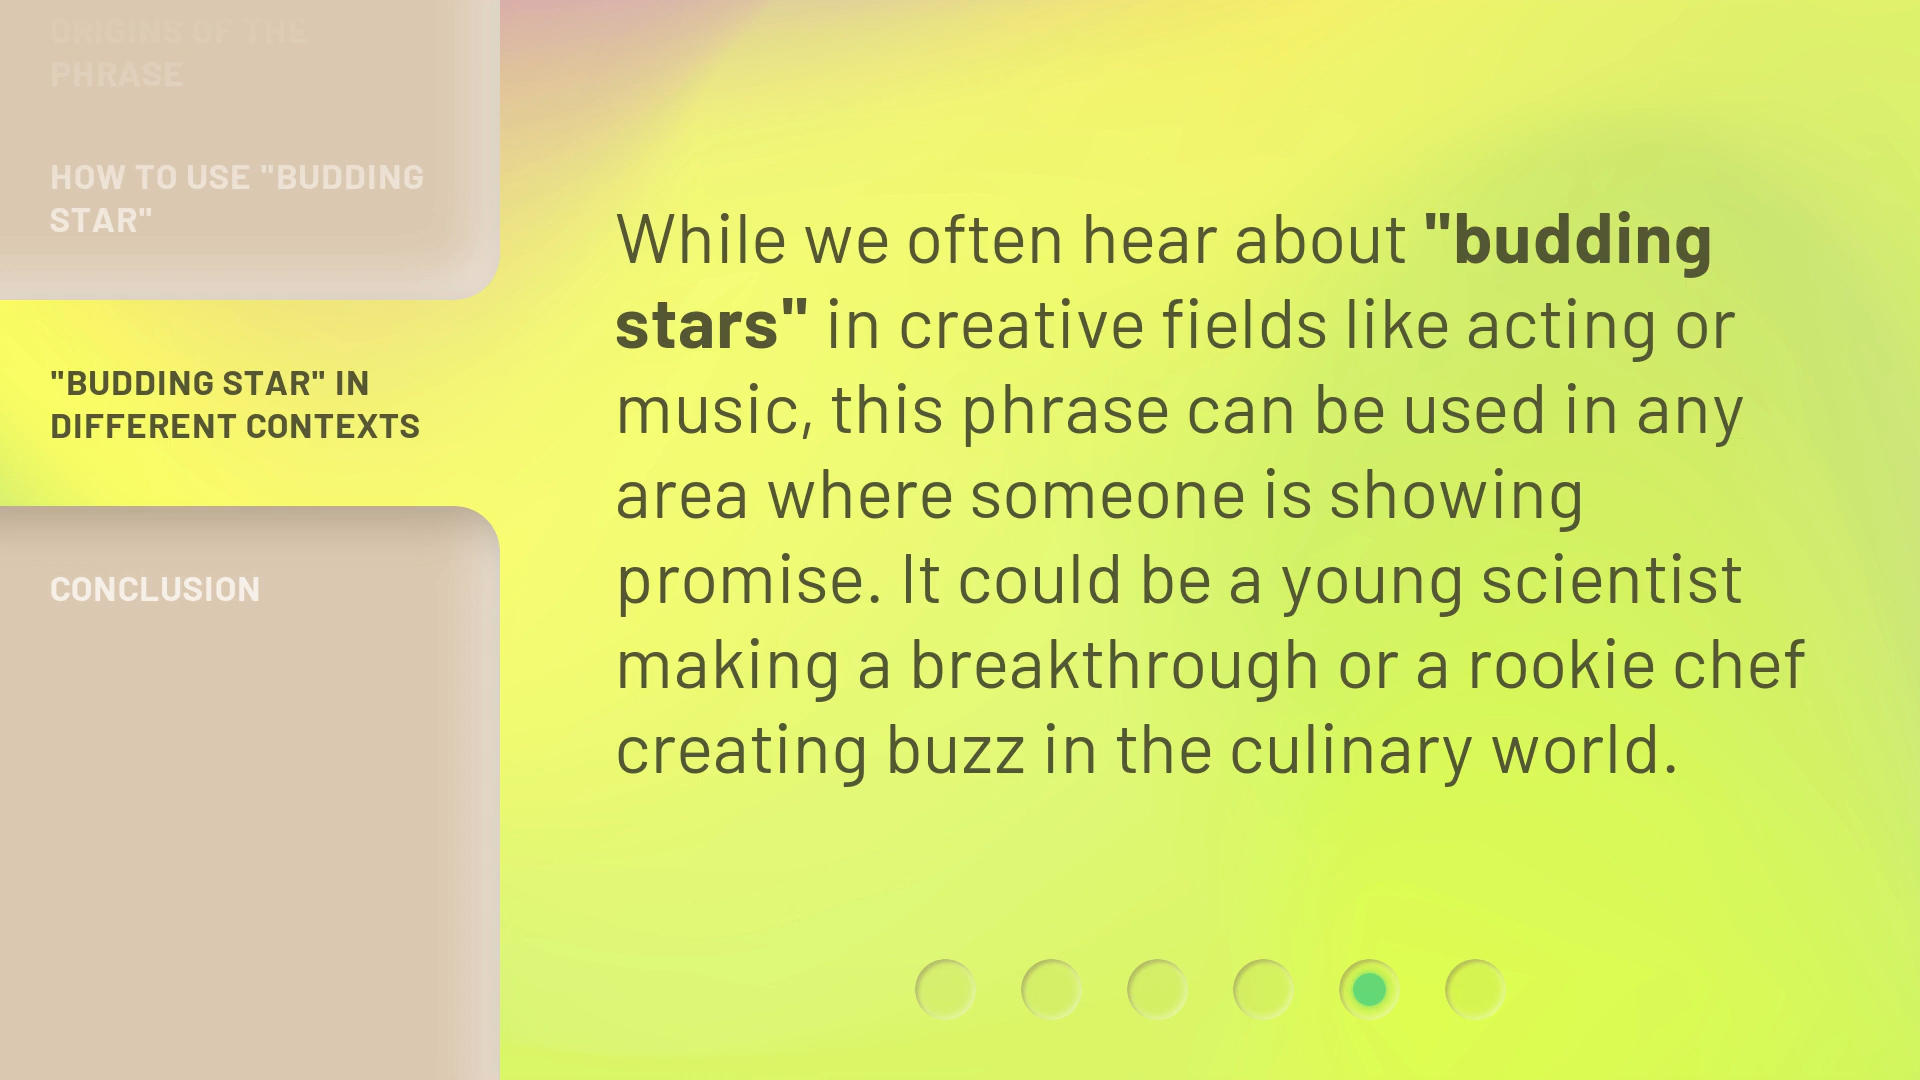 ORIGINS OF THE
PHRASE
HOW TO USE "BUDDING
STAR"
"BUDDING STAR" IN
DIFFERENT CONTEXTS
CONCLUSION
While we often hear about "budding
stars" in creative fields like acting or
music, this phrase can be used in any
area where someone is showing
promise. It could be a young scientist
making a breakthrough or a rookie chef
creating buzz in the culinary world.